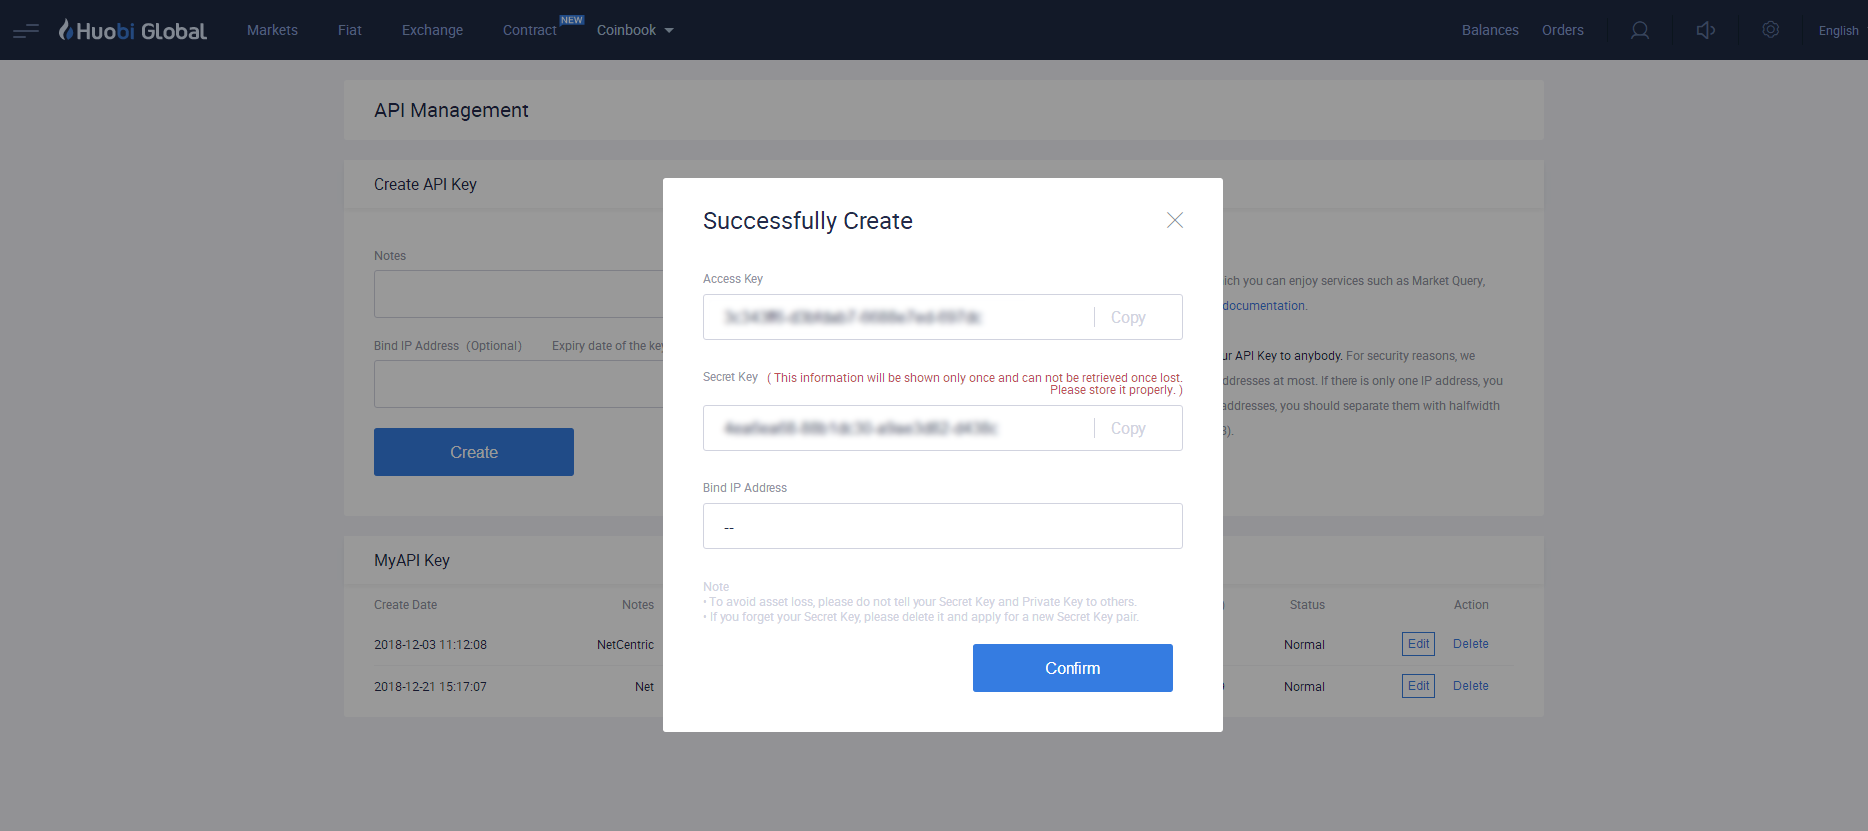 Huobi Global Markets Fiat Exchange Contract NEW Coinbook Balances Orders English
API Management
Create API Key
Notes
ich you can enjoy services such as Market Query,
documentation.
Bind IP Address (Optional) Expiry date of the key
ur API Key to anybody. For security reasons, we
ddresses at most. If there is only one IP address, you
addresses, you should separate them with halfwidth
).
Create
Successfully Create
Access Key
Copy
Secret Key ( This information will be shown only once and can not be retrieved once lost.
Please store it properly. )
Copy
Bind IP Address
--
Note
• To avoid asset loss, please do not tell your Secret Key and Private Key to others.
• If you forget your Secret Key, please delete it and apply for a new Secret Key pair.
Confirm
MyAPI Key
Create Date Notes ) Status Action
2018-12-03 11:12:08 NetCentric Normal Edit Delete
2018-12-21 15:17:07 Net Normal Edit Delete